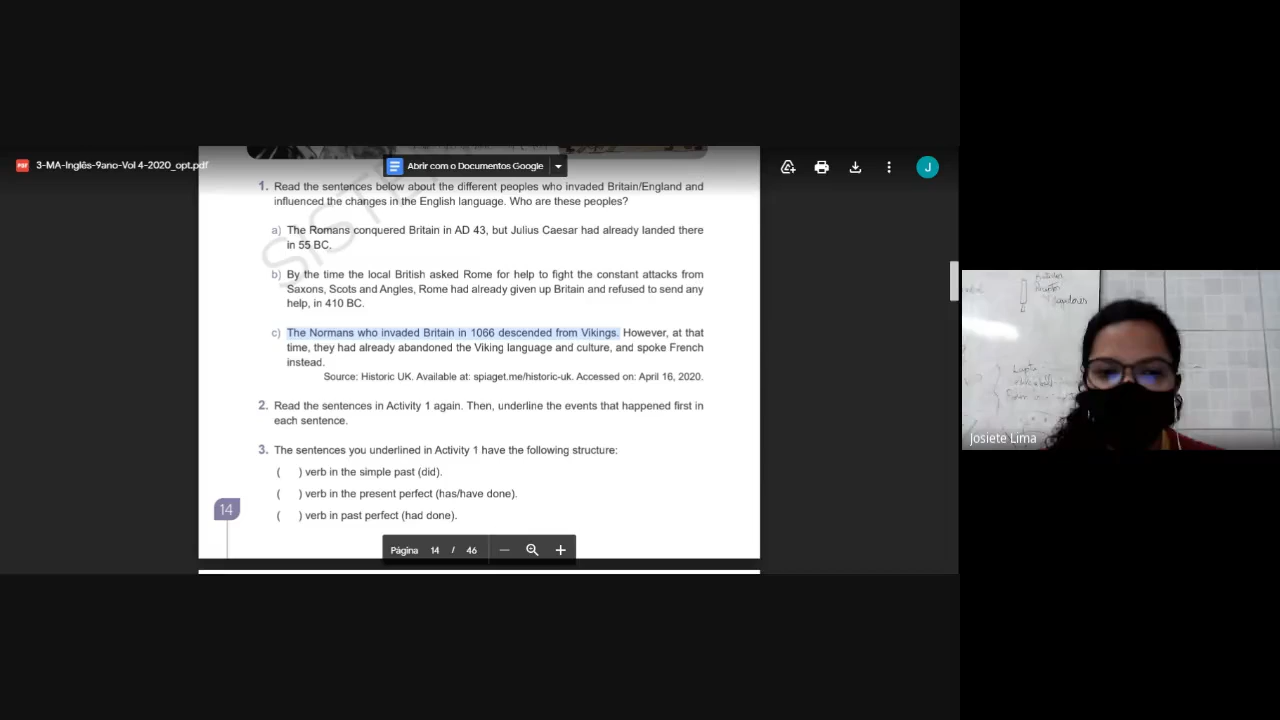 3-MA-Inglês-9ano-Vol 4-2020_opt.pdf
Abrir com o Documentos Google
J
1. Read the sentences below about the different peoples who invaded Britain/England and
influenced the changes in the English language. Who are these peoples?
a) The Romans conquered Britain in AD 43, but Julius Caesar had already landed there
in 55 BC.
b) By the time the local British asked Rome for help to fight the constant attacks from
Saxons, Scots and Angles, Rome had already given up Britain and refused to send any
help, in 410 BC.
c) The Normans who invaded Britain in 1066 descended from Vikings. However, at that
time, they had already abandoned the Viking language and culture, and spoke French
instead.
Source: Historic UK. Available at: spiaget.me/historic-uk. Accessed on: April 16, 2020.
2. Read the sentences in Activity 1 again. Then, underline the events that happened first in
each sentence.
3. The sentences you underlined in Activity 1 have the following structure:
( ) verb in the simple past (did).
( ) verb in the present perfect (has/have done).
( ) verb in past perfect (had done).
14
Página 14 / 46
SISTE
Josiete Lima